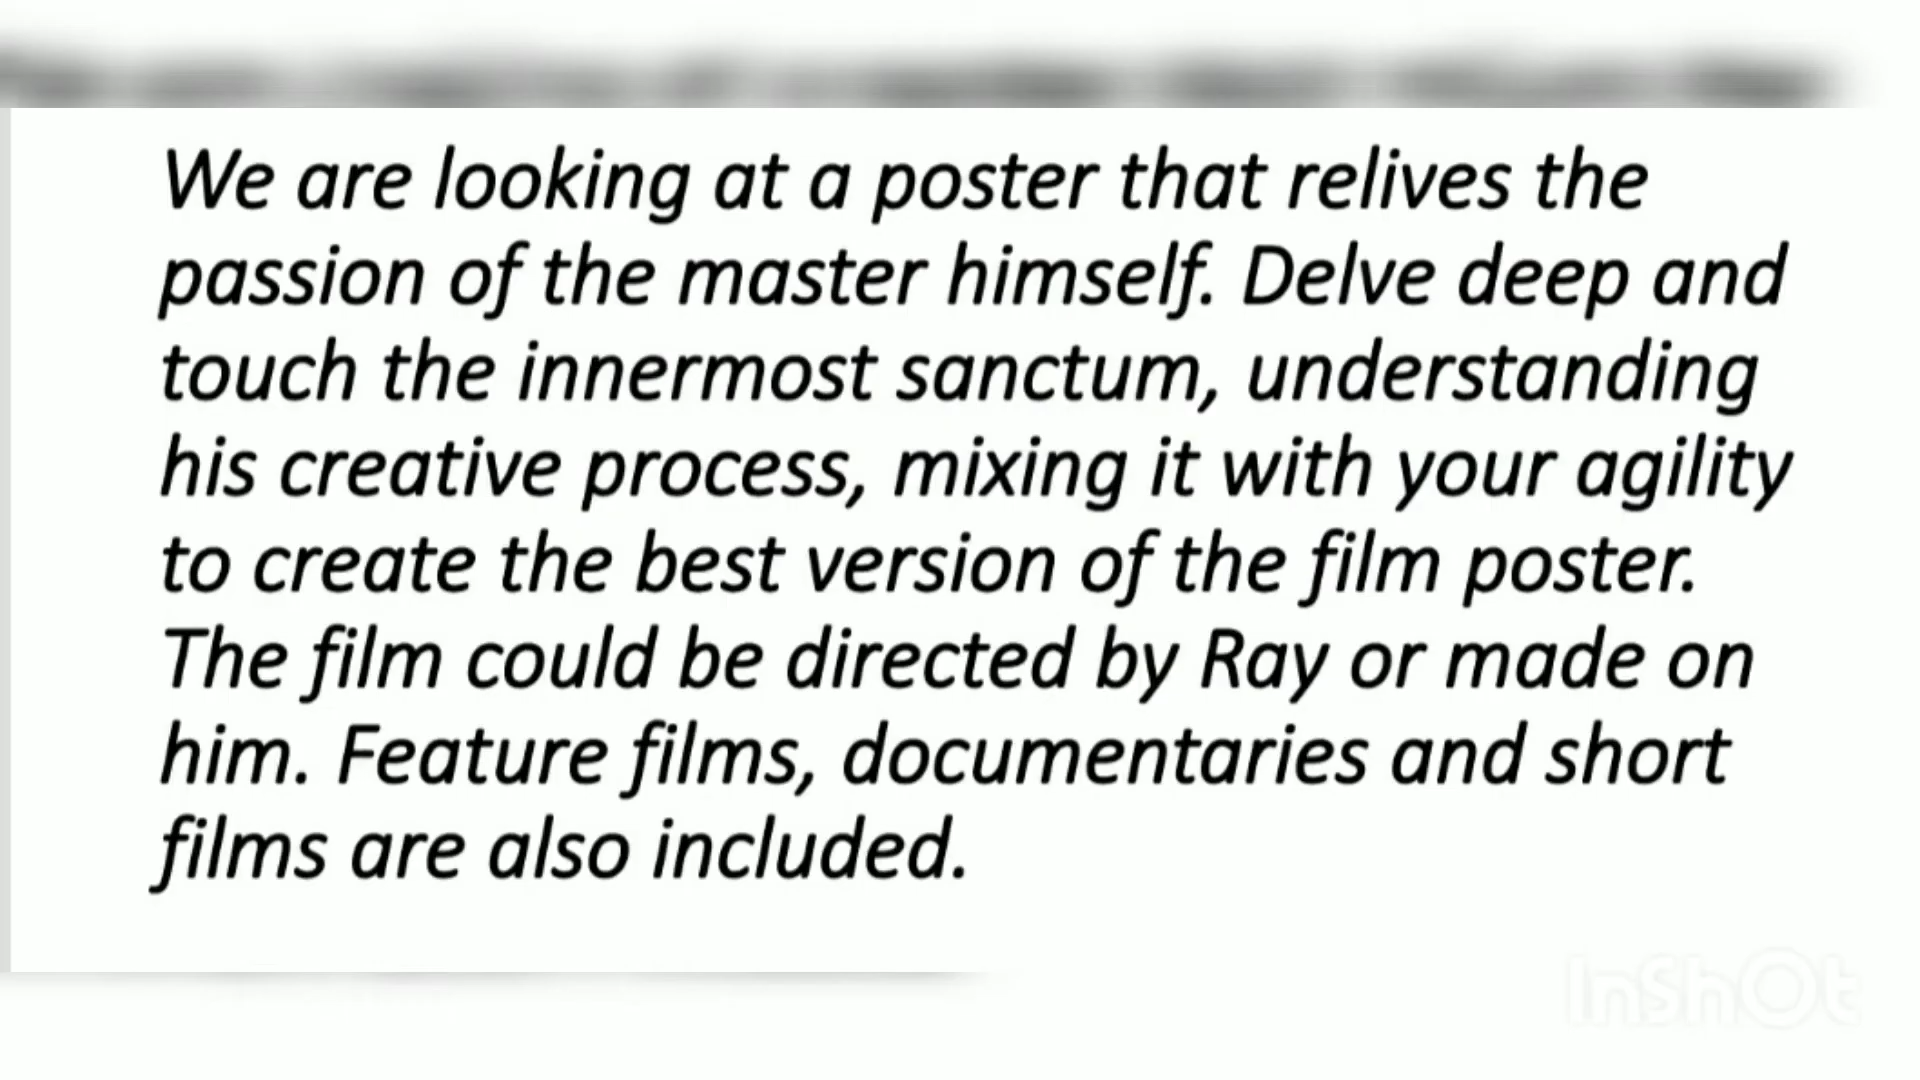 We are looking at a poster that relives the
passion of the master himself. Delve deep and
touch the innermost sanctum, understanding
his creative process, mixing it with your agility
to create the best version of the film poster.
The film could be directed by Ray or made on
him. Feature films, documentaries and short
films are also included.
InShOt